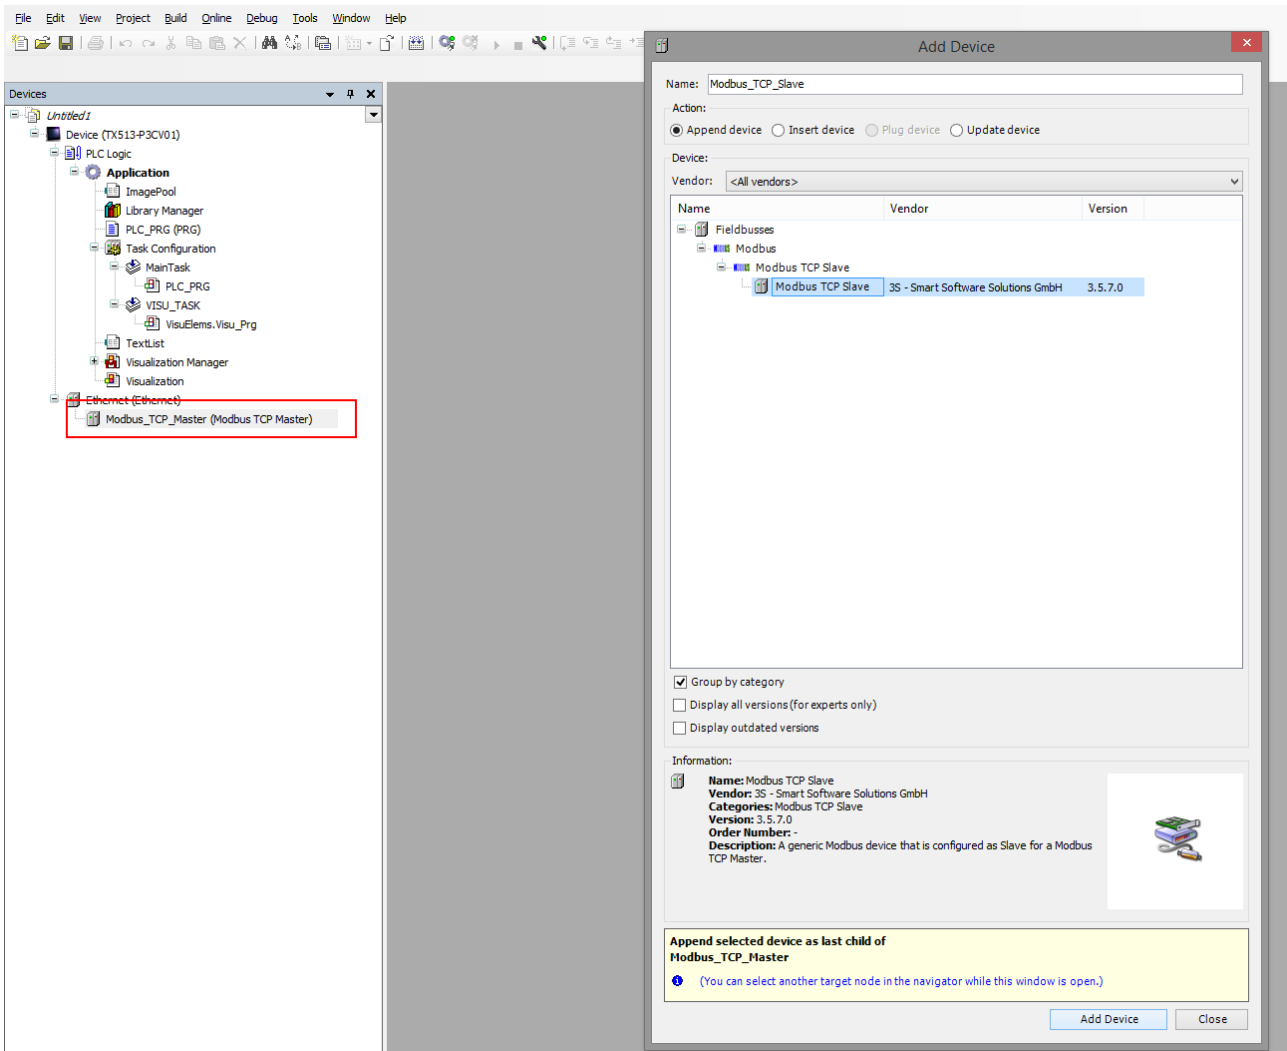 File Edit View Project Build Online Debug Tools Window Help
Devices
Untitled1
Device (TX513-P3CV01)
PLC Logic
Application
ImagePool
Library Manager
PLC_PRG (PRG)
Task Configuration
MainTask
PLC_PRG
VISU_TASK
VisuElems.Visu_Prg
TextList
Visualization Manager
Visualization
Ethernet (Ethernet)
Modbus_TCP_Master (Modbus TCP Master)
Add Device
Name: Modbus_TCP_Slave
Action:
Append device Insert device Plug device Update device
Device:
Vendor: <All vendors>
Name Vendor Version
Fieldbusses
Modbus
Modbus TCP Slave
Modbus TCP Slave 3S - Smart Software Solutions GmbH 3.5.7.0
Group by category
Display all versions (for experts only)
Display outdated versions
Information:
Name: Modbus TCP Slave
Vendor: 3S - Smart Software Solutions GmbH
Categories: Modbus TCP Slave
Version: 3.5.7.0
Order Number: -
Description: A generic Modbus device that is configured as Slave for a Modbus
TCP Master.
Append selected device as last child of
Modbus_TCP_Master
(You can select another target node in the navigator while this window is open.)
Add Device Close